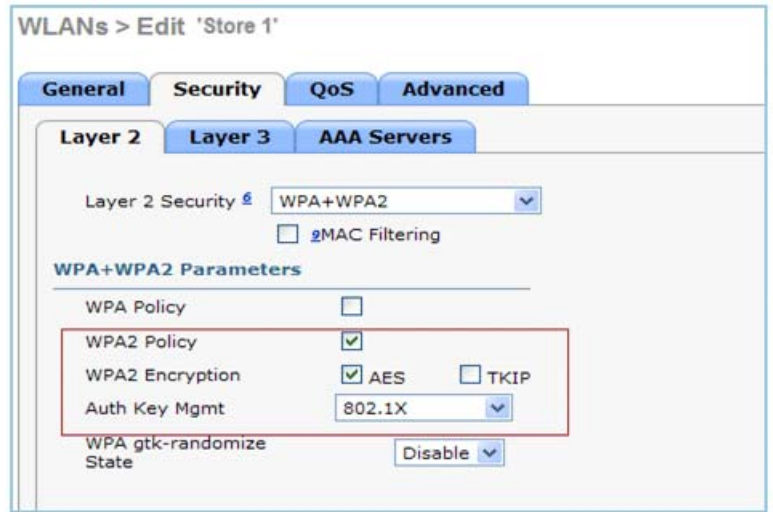 WLANs > Edit 'Store 1'
General Security QoS Advanced
Layer 2 Layer 3 AAA Servers
Layer 2 Security 6 WPA+WPA2
9MAC Filtering
WPA+WPA2 Parameters
WPA Policy
WPA2 Policy
WPA2 Encryption AES TKIP
Auth Key Mgmt 802.1X
WPA gtk-randomize
State Disable